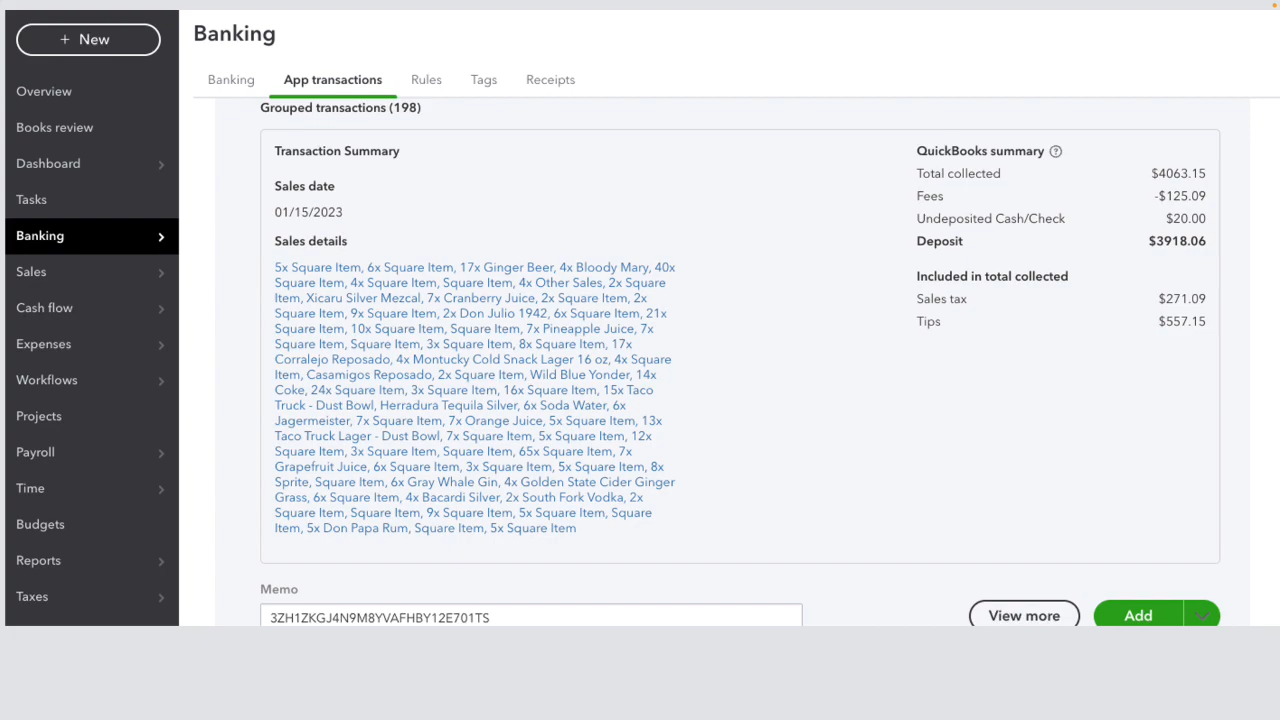 + New
Overview
Books review
Dashboard
Tasks
Banking
Sales
Cash flow
Expenses
Workflows
Projects
Payroll
Time
Budgets
Reports
Taxes
Banking
Banking App transactions Rules Tags Receipts
Grouped transactions (198)
Transaction Summary
Sales date
01/15/2023
Sales details
5x Square Item, 6x Square Item, 17x Ginger Beer, 4x Bloody Mary, 40x
Square Item, 4x Square Item, Square Item, 4x Other Sales, 2x Square
Item, Xicaru Silver Mezcal, 7x Cranberry Juice, 2x Square Item, 2x
Square Item, 9x Square Item, 2x Don Julio 1942, 6x Square Item, 21x
Square Item, 10x Square Item, Square Item, 7x Pineapple Juice, 7x
Square Item, Square Item, 3x Square Item, 8x Square Item, 17x
Corralejo Reposado, 4x Montucky Cold Snack Lager 16 oz, 4x Square
Item, Casamigos Reposado, 2x Square Item, Wild Blue Yonder, 14x
Coke, 24x Square Item, 3x Square Item, 16x Square Item, 15x Taco
Truck - Dust Bowl, Herradura Tequila Silver, 6x Soda Water, 6x
Jagermeister, 7x Square Item, 7x Orange Juice, 5x Square Item, 13x
Taco Truck Lager - Dust Bowl, 7x Square Item, 5x Square Item, 12x
Square Item, 3x Square Item, Square Item, 65x Square Item, 7x
Grapefruit Juice, 6x Square Item, 3x Square Item, 5x Square Item, 8x
Sprite, Square Item, 6x Gray Whale Gin, 4x Golden State Cider Ginger
Grass, 6x Square Item, 4x Bacardi Silver, 2x South Fork Vodka, 2x
Square Item, Square Item, 9x Square Item, 5x Square Item, Square
Item, 5x Don Papa Rum, Square Item, 5x Square Item
QuickBooks summary ?
Total collected $4063.15
Fees -$125.09
Undeposited Cash/Check $20.00
Deposit $3918.06
Included in total collected
Sales tax $271.09
Tips $557.15
Memo
3ZH1ZKGJ4N9M8YVAFHBY12E701TS
View more
Add